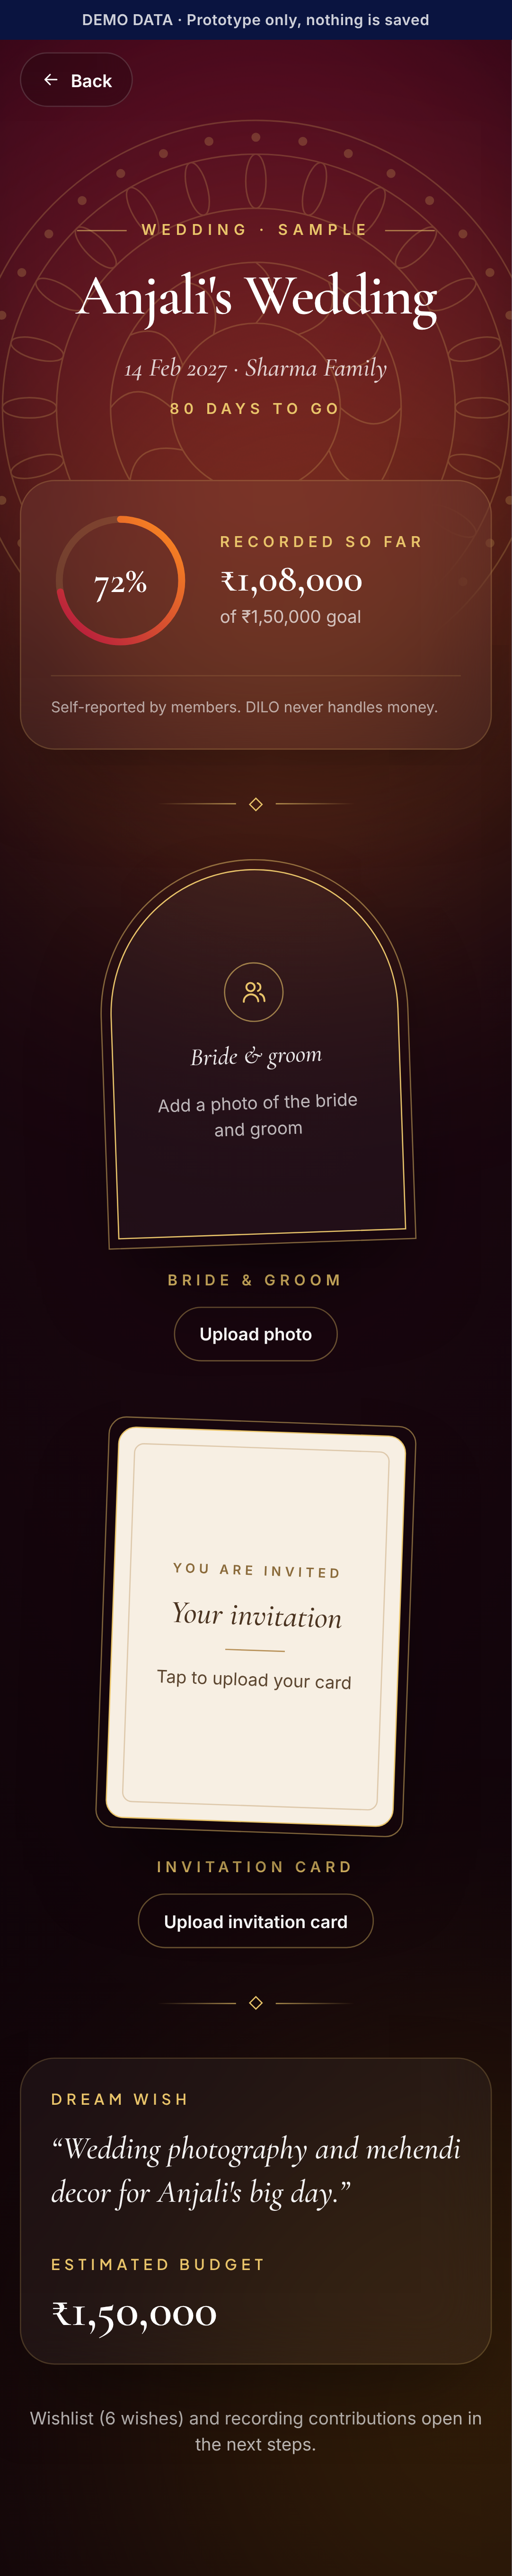 DEMO DATA · Prototype only, nothing is saved
← Back
WEDDING · SAMPLE
Anjali's Wedding
14 Feb 2027 · Sharma Family
80 DAYS TO GO
72%
RECORDED SO FAR
₹1,08,000
of ₹1,50,000 goal
Self-reported by members. DILO never handles money.
Bride & groom
Add a photo of the bride
and groom
BRIDE & GROOM
Upload photo
YOU ARE INVITED
Your invitation
Tap to upload your card
INVITATION CARD
Upload invitation card
DREAM WISH
“Wedding photography and mehendi
decor for Anjali's big day.”
ESTIMATED BUDGET
₹1,50,000
Wishlist (6 wishes) and recording contributions open in
the next steps.